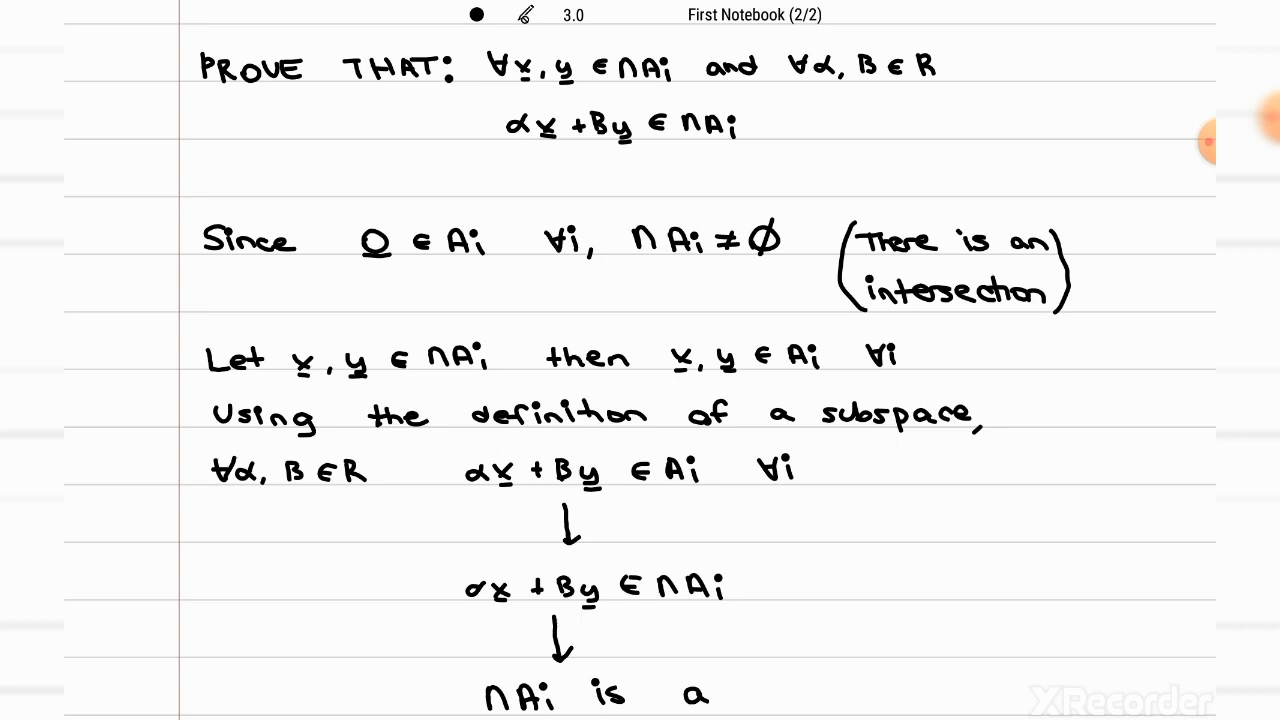 3.0 First Notebook (2/2)
PROVE THAT: ∀x, y ∈ ∩Ai and ∀α, B ∈ R
αx + By ∈ ∩Ai
Since 0 ∈ Ai ∀i, ∩Ai ≠ ∅ (There is an
intersection)
Let x, y ∈ ∩Ai then x, y ∈ Ai ∀i
Using the definition of a subspace,
∀α, B ∈ R αx + By ∈ Ai ∀i
↓
αx + By ∈ ∩Ai
↓
∩Ai is a
XRecorder